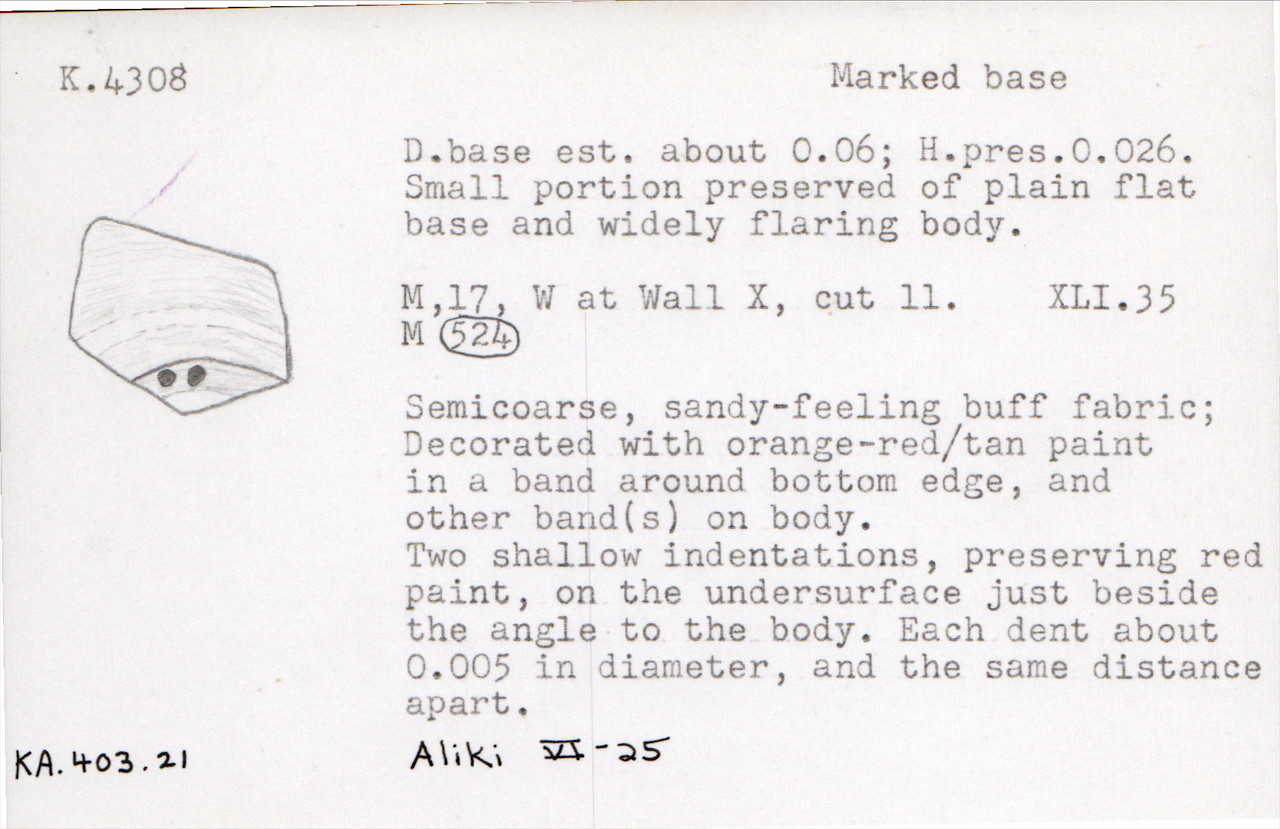 K.4308
Marked base
D.base est. about 0.06; H.pres.0.026.
Small portion preserved of plain flat
base and widely flaring body.
M,17, W at Wall X, cut 11. XLI.35
M 524
Semicoarse, sandy-feeling buff fabric;
Decorated with orange-red/tan paint
in a band around bottom edge, and
other band(s) on body.
Two shallow indentations, preserving red
paint, on the undersurface just beside
the angle to the body. Each dent about
0.005 in diameter, and the same distance
apart.
KA.403.21
Aliki VI-25